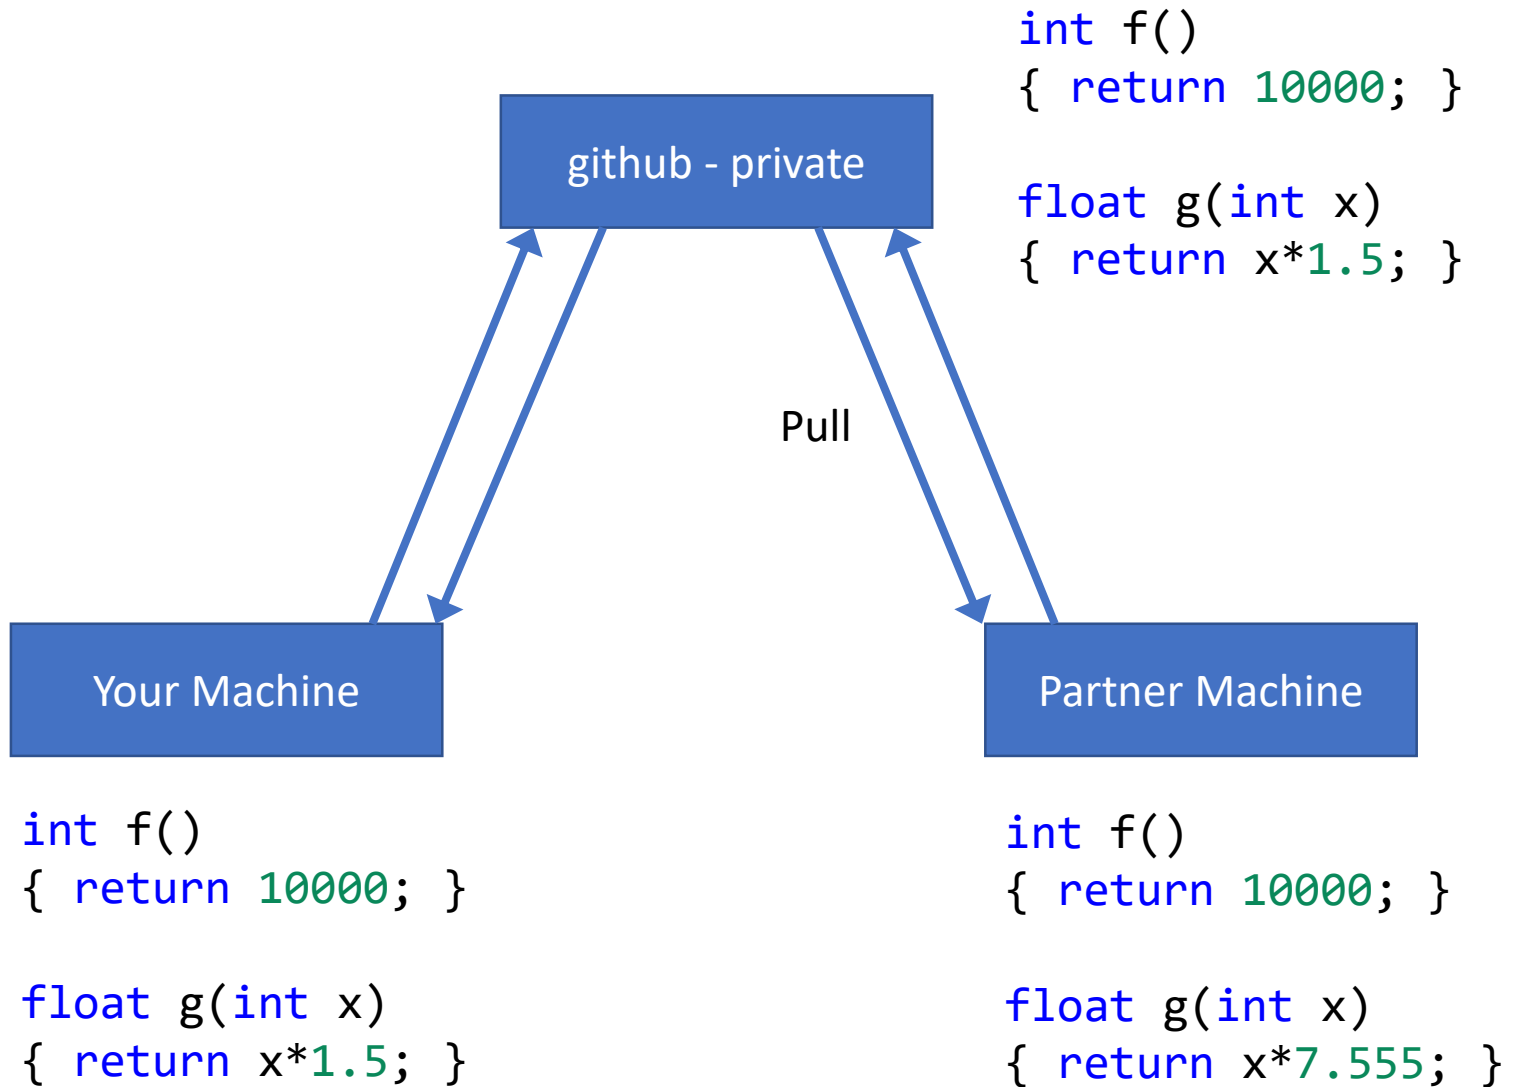 int f()
{ return 10000; }
float g(int x)
{ return x*1.5; }
github - private
Pull
Your Machine
Partner Machine
int f()
{ return 10000; }
float g(int x)
{ return x*1.5; }
int f()
{ return 10000; }
float g(int x)
{ return x*7.555; }